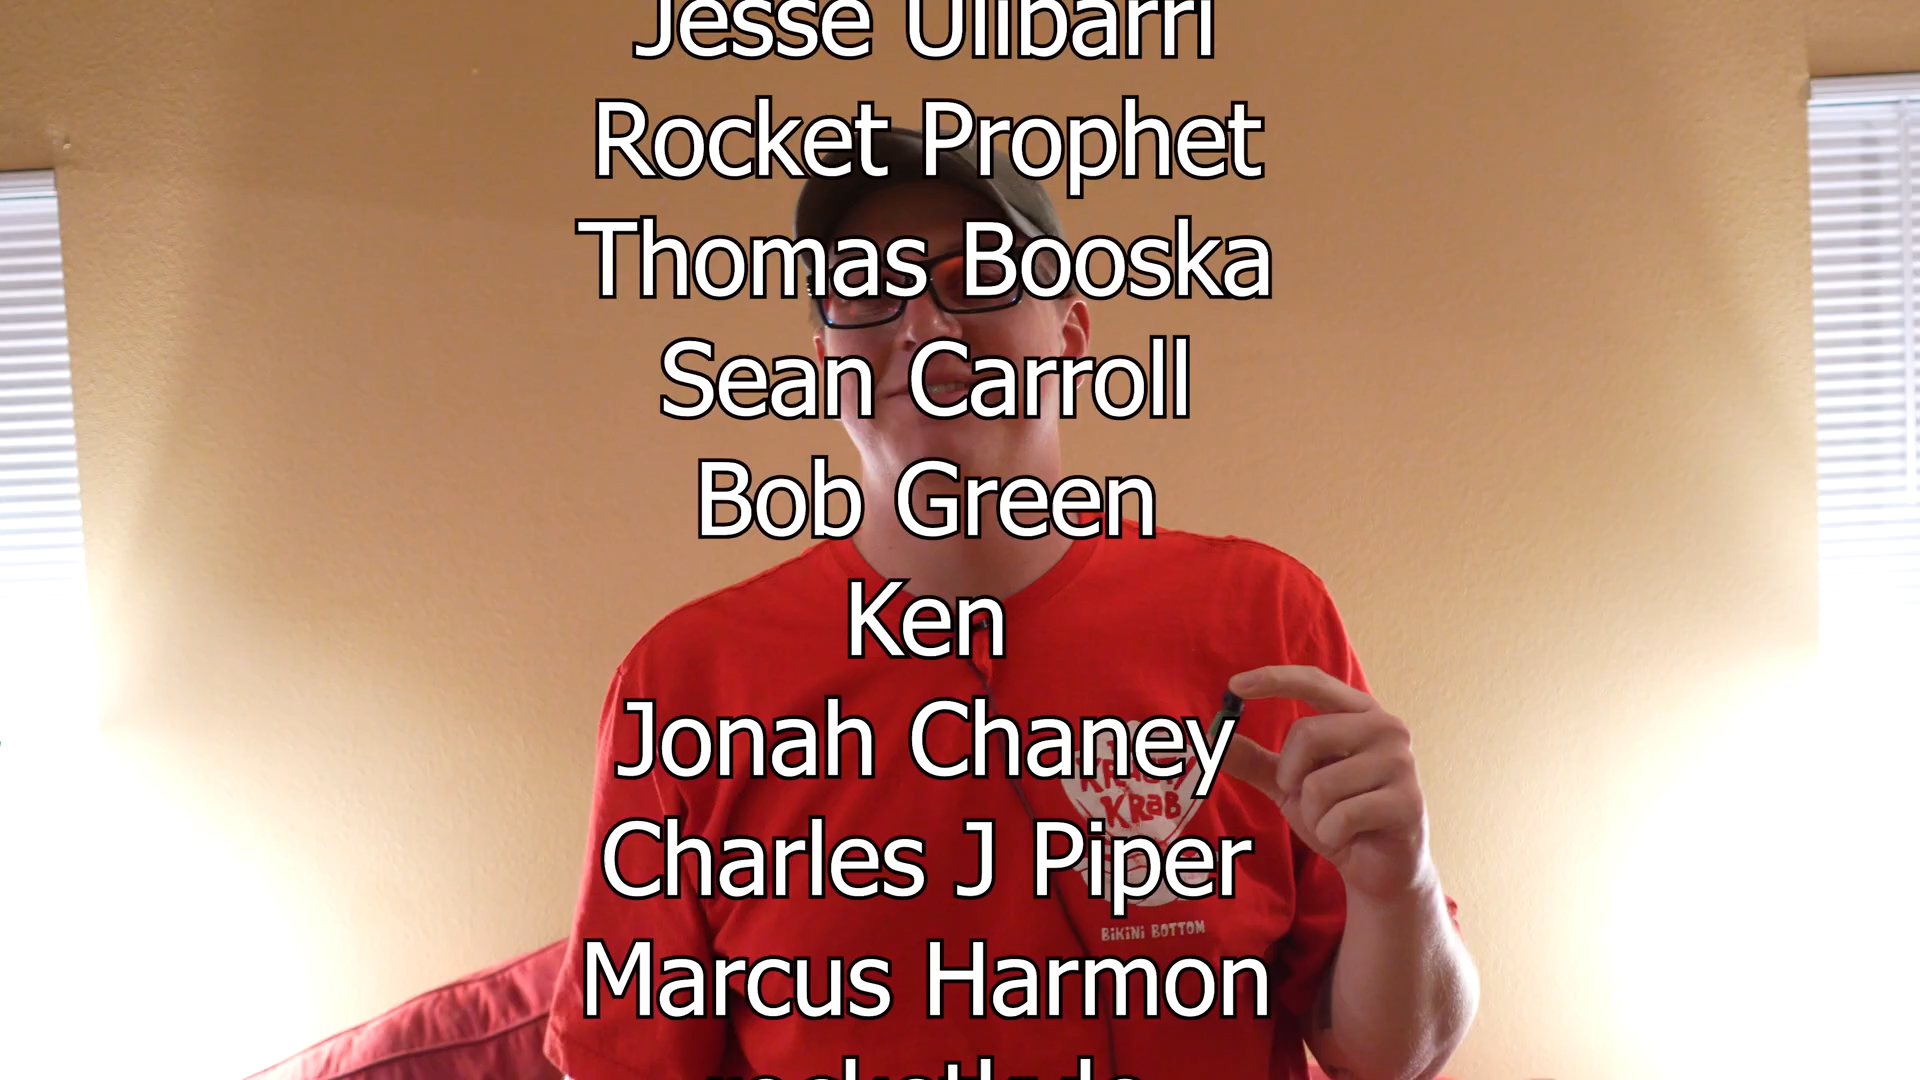 Jesse Ulibarri
Rocket Prophet
Thomas Booska
Sean Carroll
Bob Green
Ken
Jonah Chaney
KRAB
Charles J Piper
BIKINI BOTTOM
Marcus Harmon